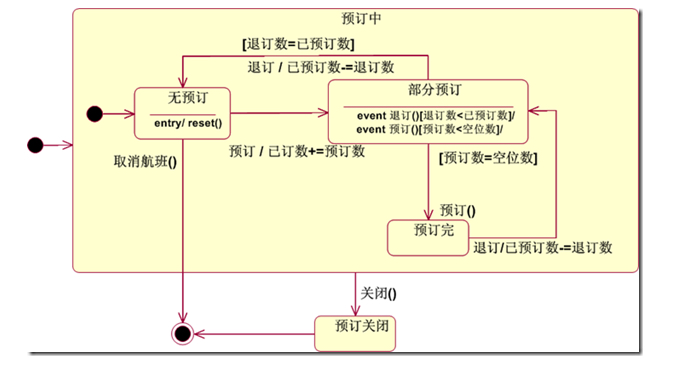 预订中
[退订数=已预订数]
退订 / 已预订数-=退订数
无预订
entry/ reset()
部分预订
event 退订()[退订数<已预订数]/
event 预订()[预订数<空位数]/
取消航班()
预订 / 已订数+=预订数
[预订数=空位数]
预订()
预订完
退订/已预订数-=退订数
关闭()
预订关闭